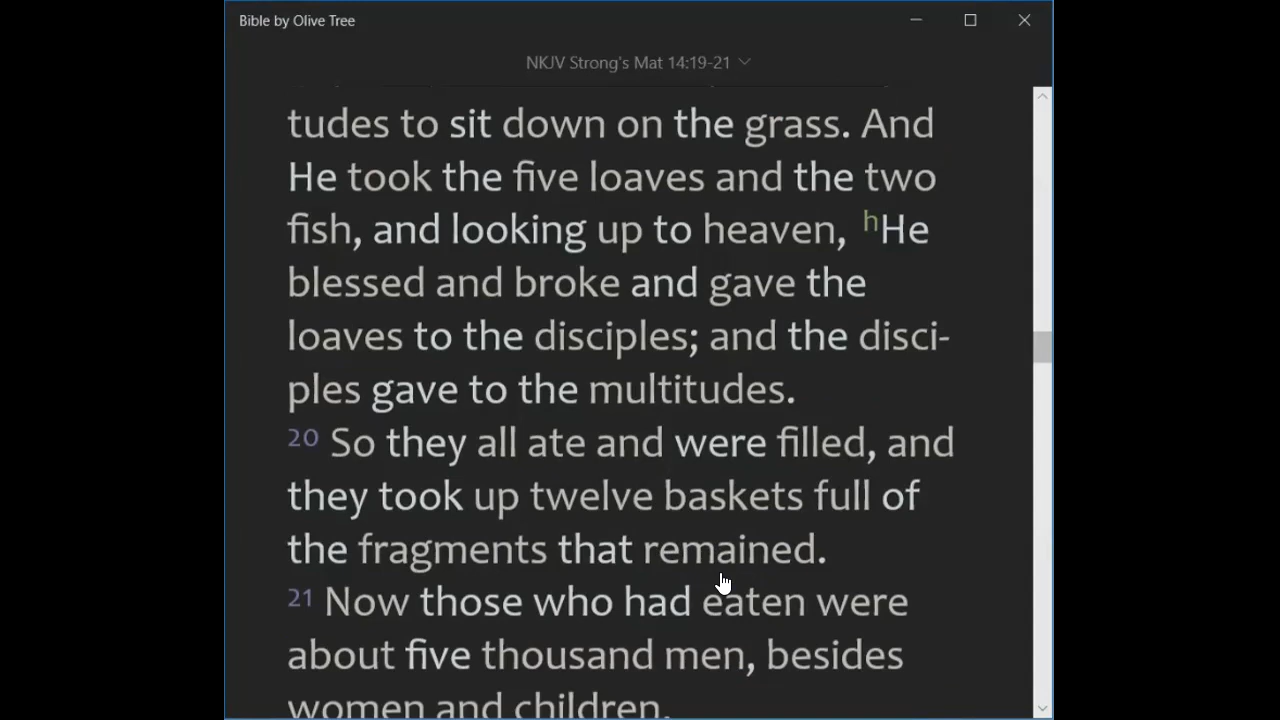 Bible by Olive Tree
NKJV Strong's Mat 14:19-21
tudes to sit down on the grass. And
He took the five loaves and the two
fish, and looking up to heaven, hHe
blessed and broke and gave the
loaves to the disciples; and the disci-
ples gave to the multitudes.
20 So they all ate and were filled, and
they took up twelve baskets full of
the fragments that remained.
21 Now those who had eaten were
about five thousand men, besides
women and children.